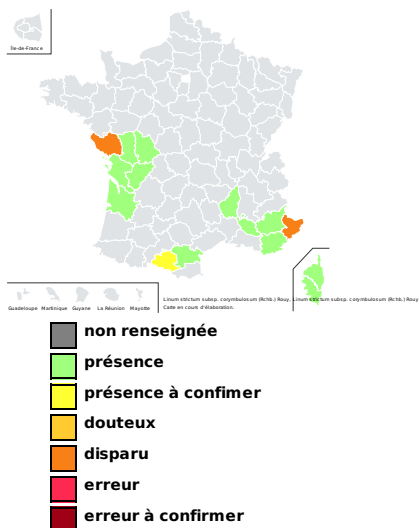 Île-de-France
Guadeloupe Martinique Guyane La Réunion Mayotte
Linum strictum subsp. corymbulosum (Rchb.) Rouy, Linum strictum subsp. corymbulosum (Rchb.) Rouy
Carte en cours d'élaboration.
non renseignée
présence
présence à confimer
douteux
disparu
erreur
erreur à confirmer